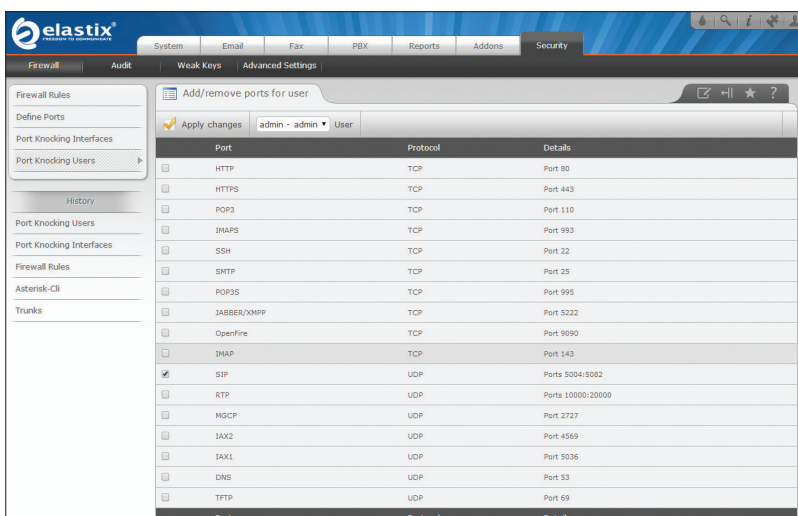 elastix®
FREEDOM TO COMMUNICATE
System Email Fax PBX Reports Addons Security
Firewall Audit Weak Keys Advanced Settings
Firewall Rules
Define Ports
Port Knocking Interfaces
Port Knocking Users
History
Port Knocking Users
Port Knocking Interfaces
Firewall Rules
Asterisk-Cli
Trunks
Add/remove ports for user
Apply changes admin - admin User
Port Protocol Details
HTTP TCP Port 80
HTTPS TCP Port 443
POP3 TCP Port 110
IMAPS TCP Port 993
SSH TCP Port 22
SMTP TCP Port 25
POP3S TCP Port 995
JABBER/XMPP TCP Port 5222
OpenFire TCP Port 9090
IMAP TCP Port 143
SIP UDP Ports 5004:5082
RTP UDP Ports 10000:20000
MGCP UDP Port 2727
IAX2 UDP Port 4569
IAX1 UDP Port 5036
DNS UDP Port 53
TFTP UDP Port 69